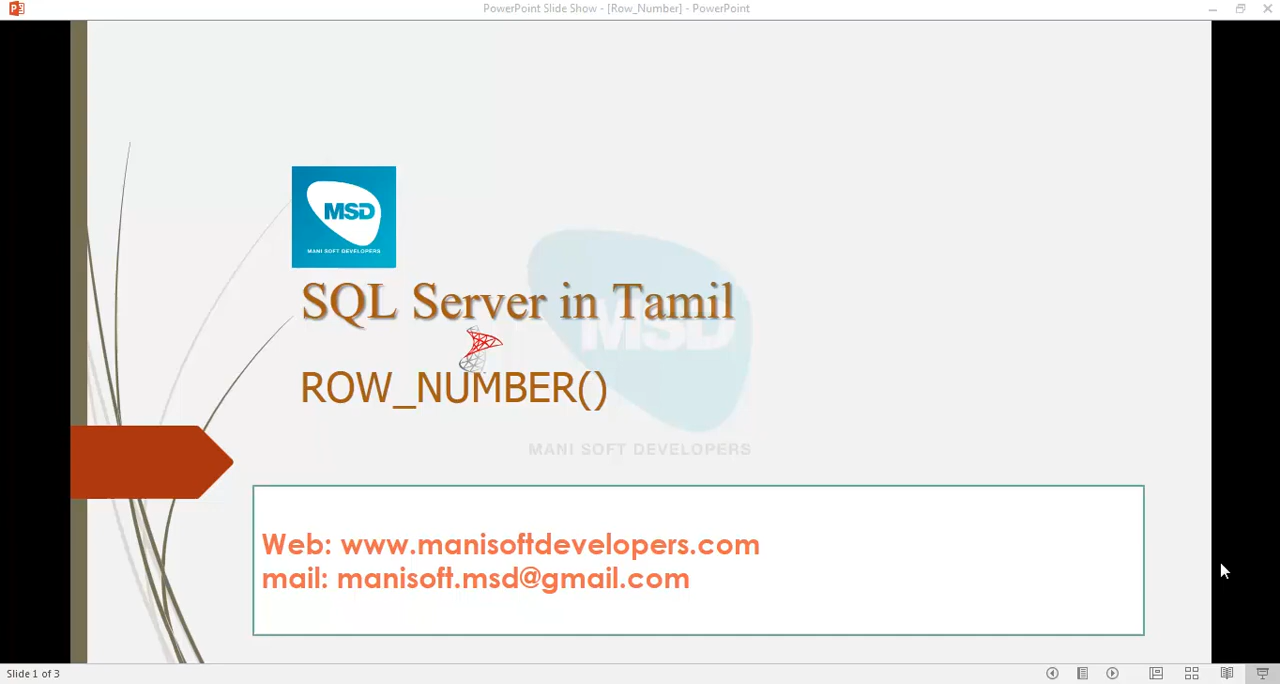 PowerPoint Slide Show - [Row_Number] - PowerPoint
MSD
MANI SOFT DEVELOPERS
SQL Server in Tamil
MSD
ROW_NUMBER()
MANI SOFT DEVELOPERS
Web: www.manisoftdevelopers.com
mail: manisoft.msd@gmail.com
Slide 1 of 3